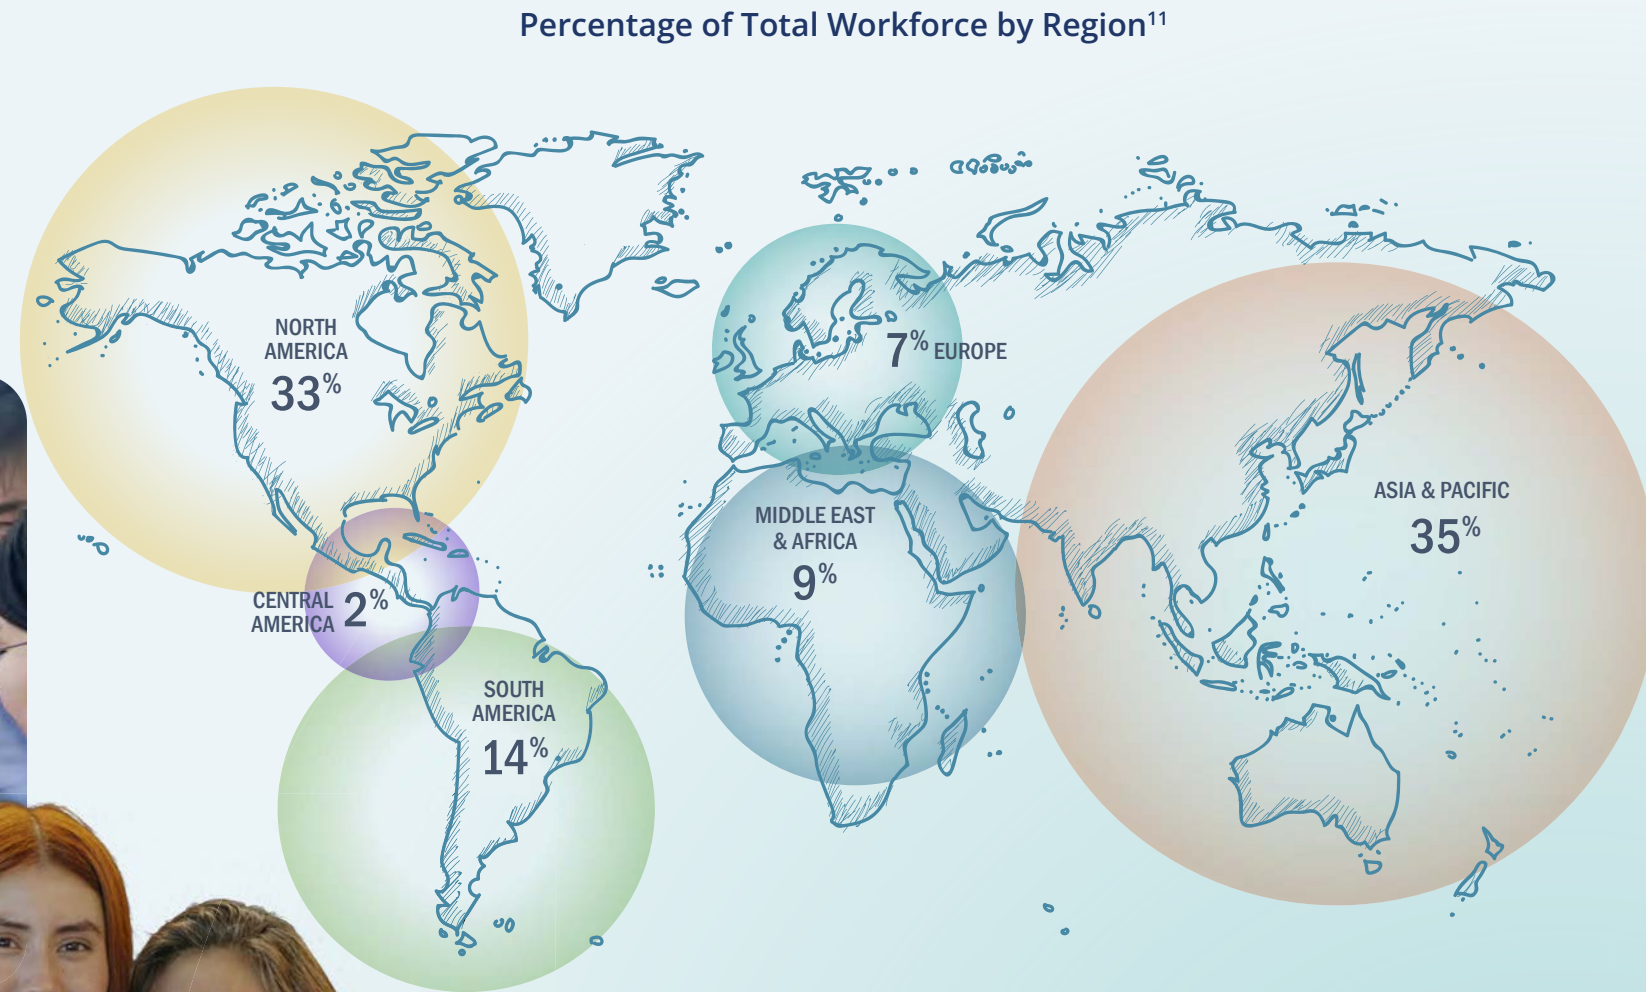 Percentage of Total Workforce by Region¹¹
NORTH
AMERICA
33%
7% EUROPE
ASIA & PACIFIC
35%
MIDDLE EAST
& AFRICA
9%
CENTRAL
AMERICA
2%
SOUTH
AMERICA
14%